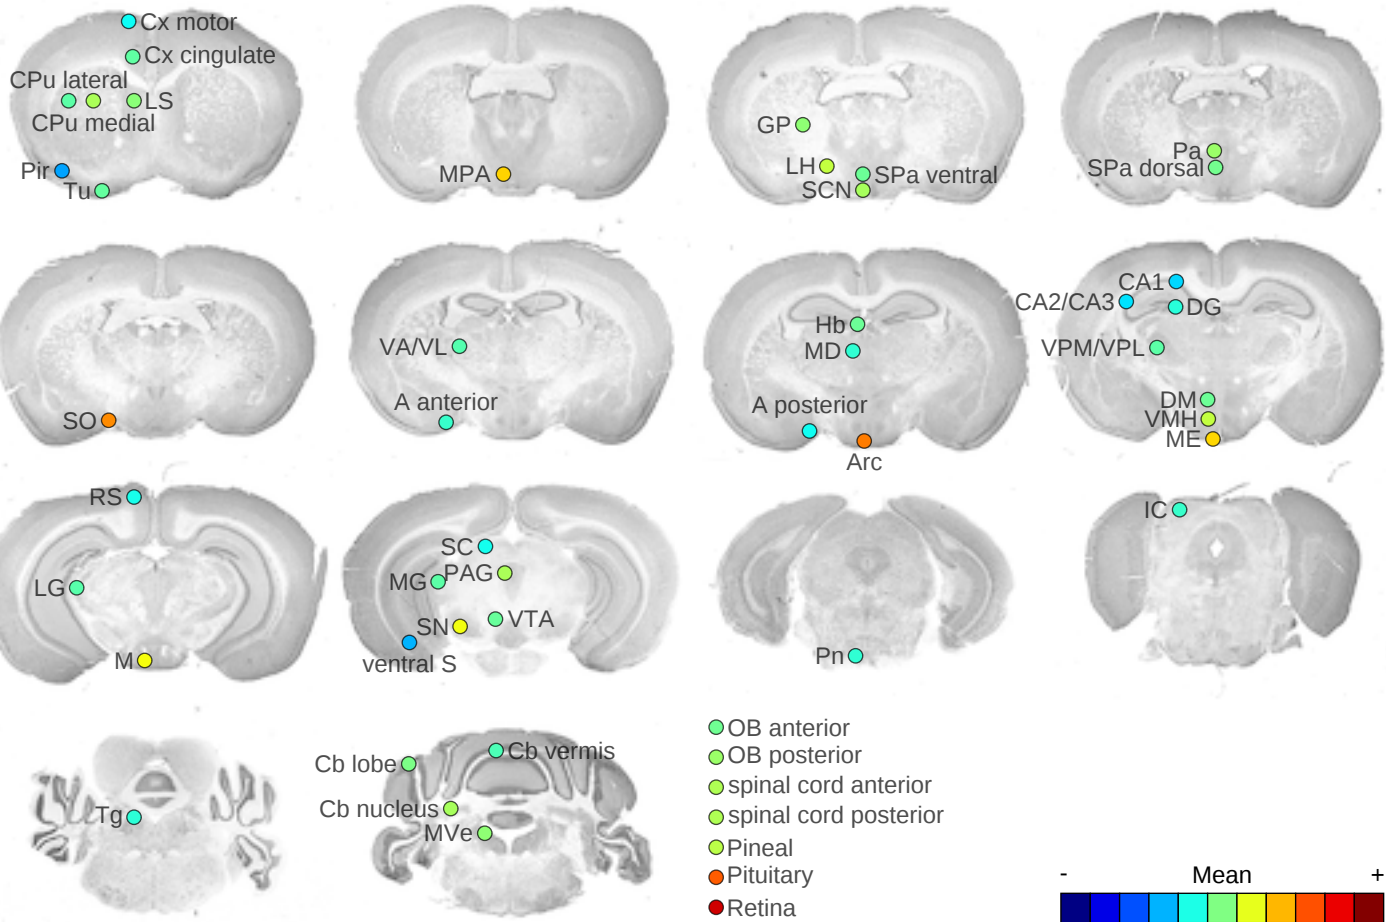 Cx motor
Cx cingulate
CPu lateral
LS
CPu medial
Pir
Tu
MPA
GP
LH
SPa ventral
SCN
Pa
SPa dorsal
SO
VA/VL
A anterior
Hb
MD
A posterior
Arc
CA1
CA2/CA3
DG
VPM/VPL
DM
VMH
ME
RS
LG
M
SC
MG
PAG
SN
VTA
ventral S
Pn
IC
Tg
Cb lobe
Cb vermis
Cb nucleus
MVe
OB anterior
OB posterior
spinal cord anterior
spinal cord posterior
Pineal
Pituitary
Retina
- Mean +